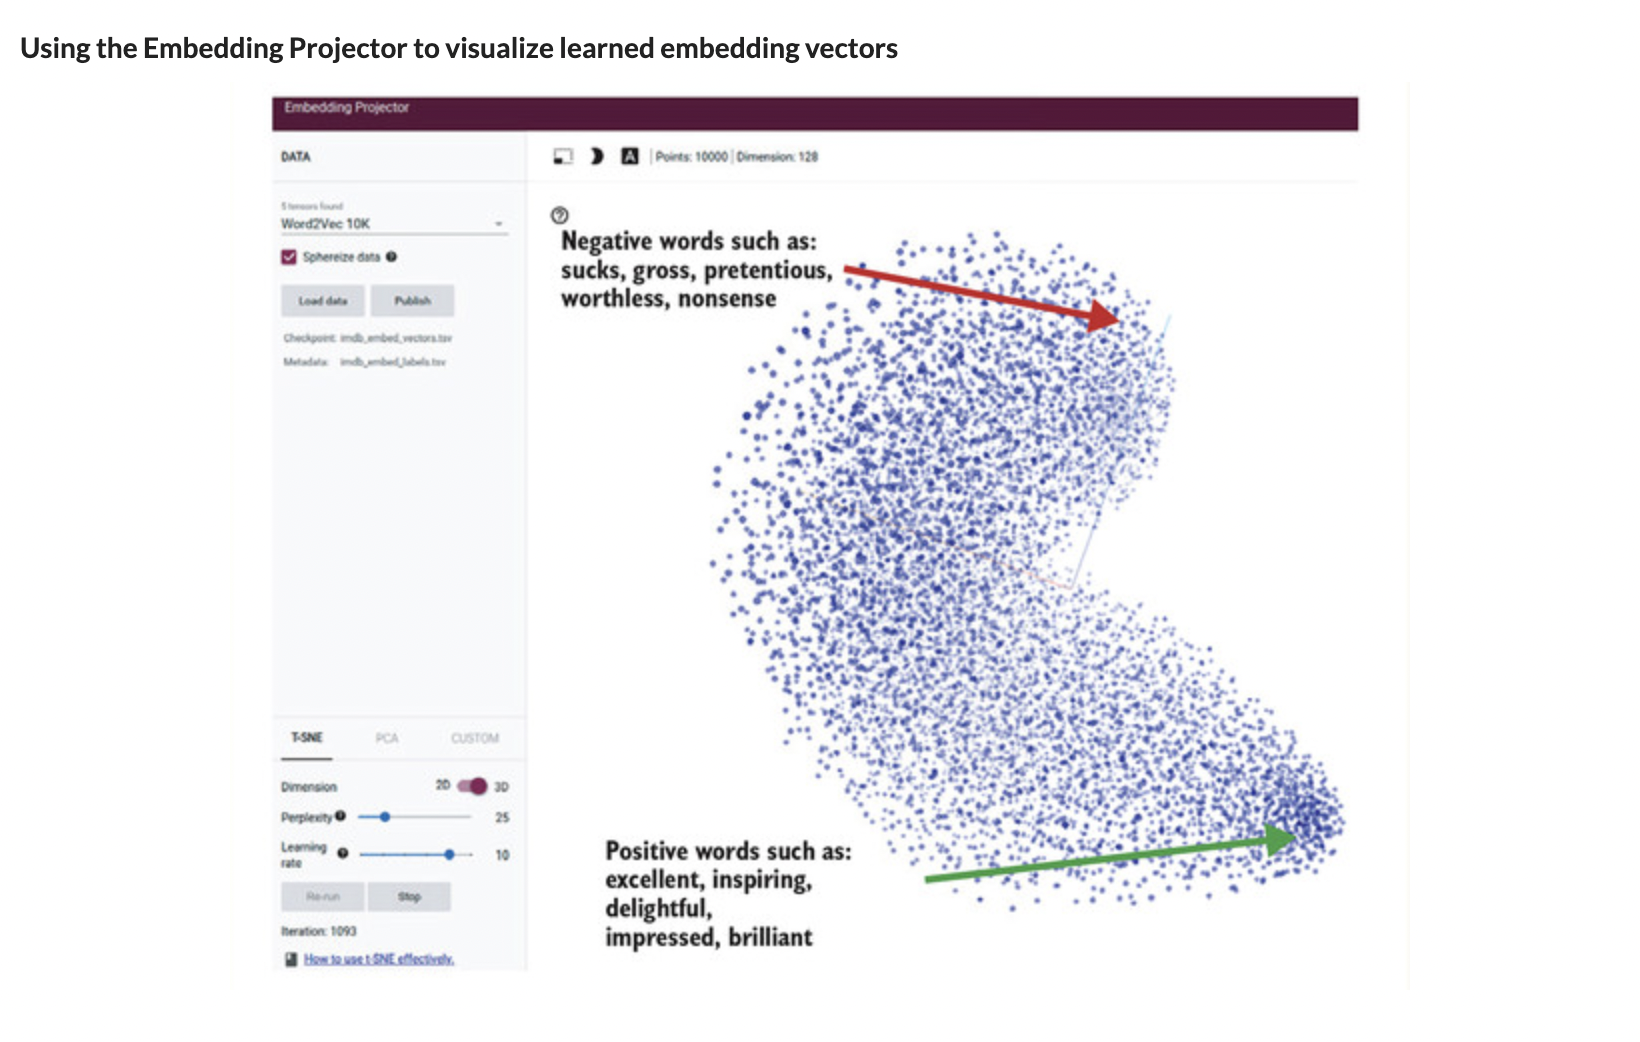 Using the Embedding Projector to visualize learned embedding vectors
Embedding Projector
DATA
A | Points: 10000 | Dimension: 128
5 tensors found
Word2Vec 10K
Sphereize data ?
Load data Publish
Checkpoint: imdb_embed_vectors.tsv
Metadata: imdb_embed_labels.tsv
?
Negative words such as:
sucks, gross, pretentious,
worthless, nonsense
T-SNE PCA CUSTOM
Dimension 2D 3D
Perplexity ? 25
Learning
rate ? 10
Re-run Stop
Iteration: 1093
How to use t-SNE effectively.
Positive words such as:
excellent, inspiring,
delightful,
impressed, brilliant